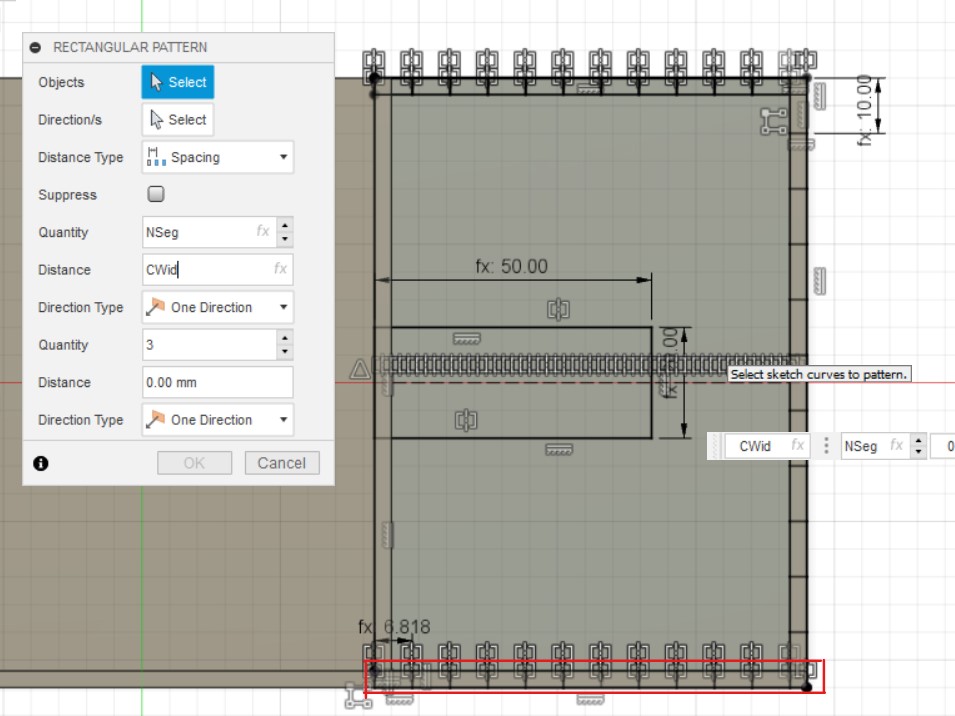 RECTANGULAR PATTERN
Objects Select
Direction/s Select
Distance Type Spacing
Suppress
Quantity NSeg fx
Distance CWid fx
Direction Type One Direction
Quantity 3
Distance 0.00 mm
Direction Type One Direction
OK Cancel
fx: 10.00
fx: 50.00
Select sketch curves to pattern.
CWid fx NSeg fx 0
fx: 6.818